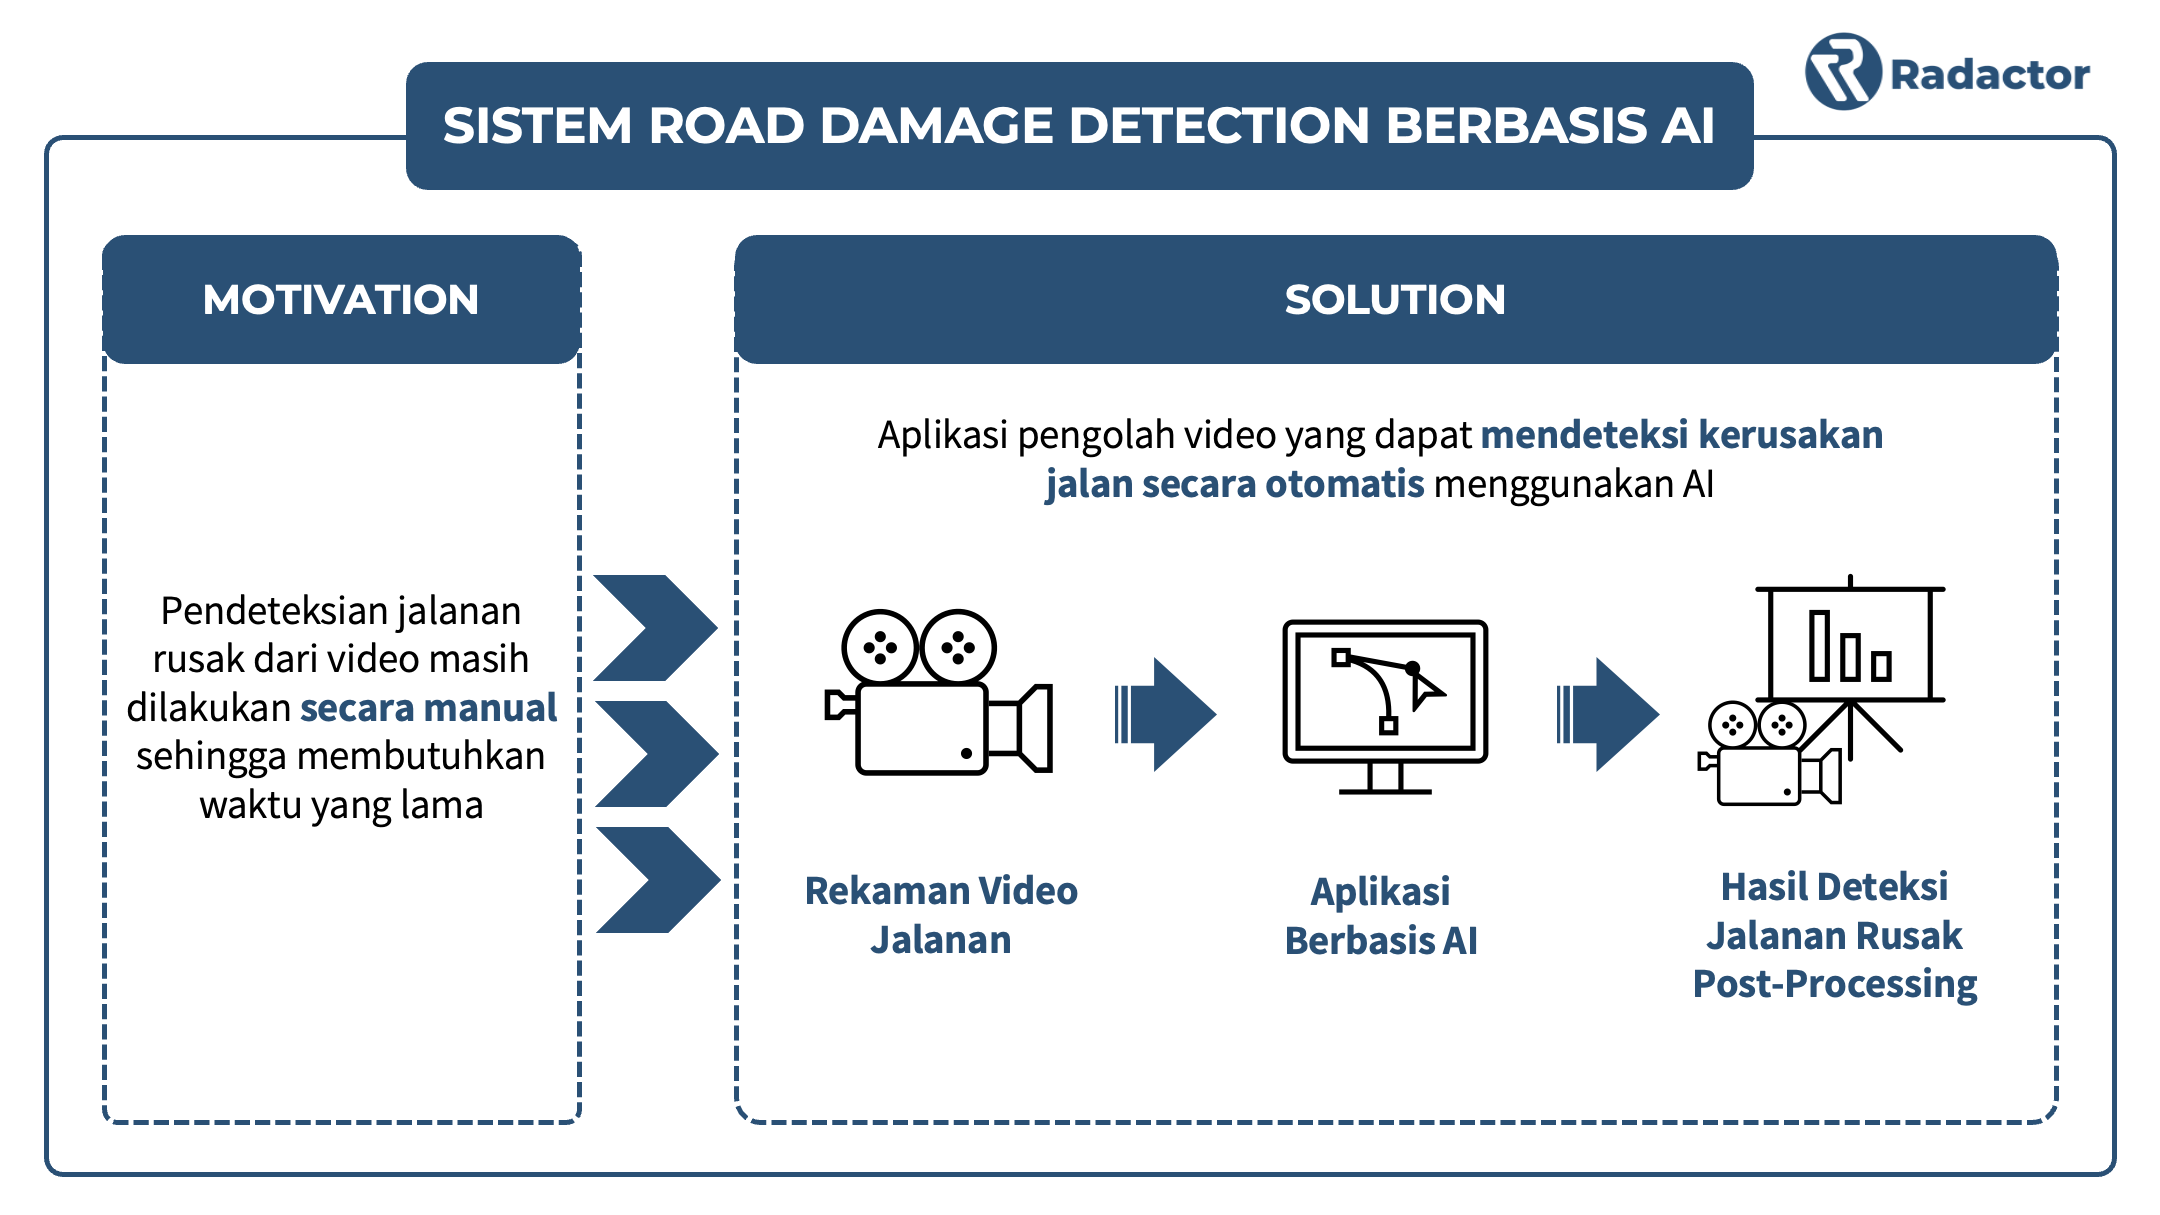 Radactor
SISTEM ROAD DAMAGE DETECTION BERBASIS AI
MOTIVATION
Pendeteksian jalanan
rusak dari video masih
dilakukan secara manual
sehingga membutuhkan
waktu yang lama
SOLUTION
Aplikasi pengolah video yang dapat mendeteksi kerusakan
jalan secara otomatis menggunakan AI
Rekaman Video
Jalanan
Aplikasi
Berbasis AI
Hasil Deteksi
Jalanan Rusak
Post-Processing